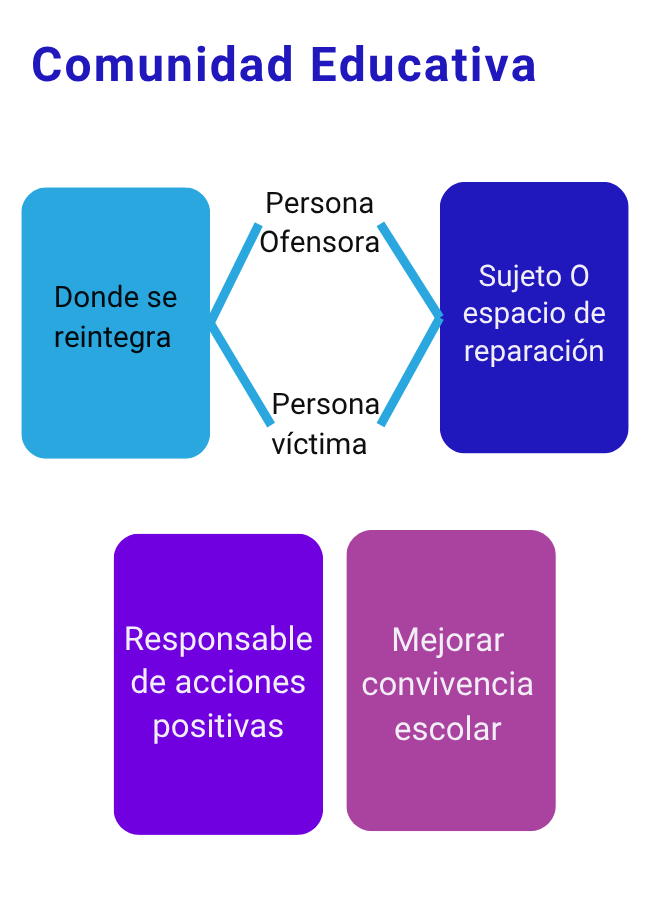 Comunidad Educativa
Persona
Ofensora
Donde se
reintegra
Sujeto O
espacio de
reparación
Persona
víctima
Responsable
de acciones
positivas
Mejorar
convivencia
escolar